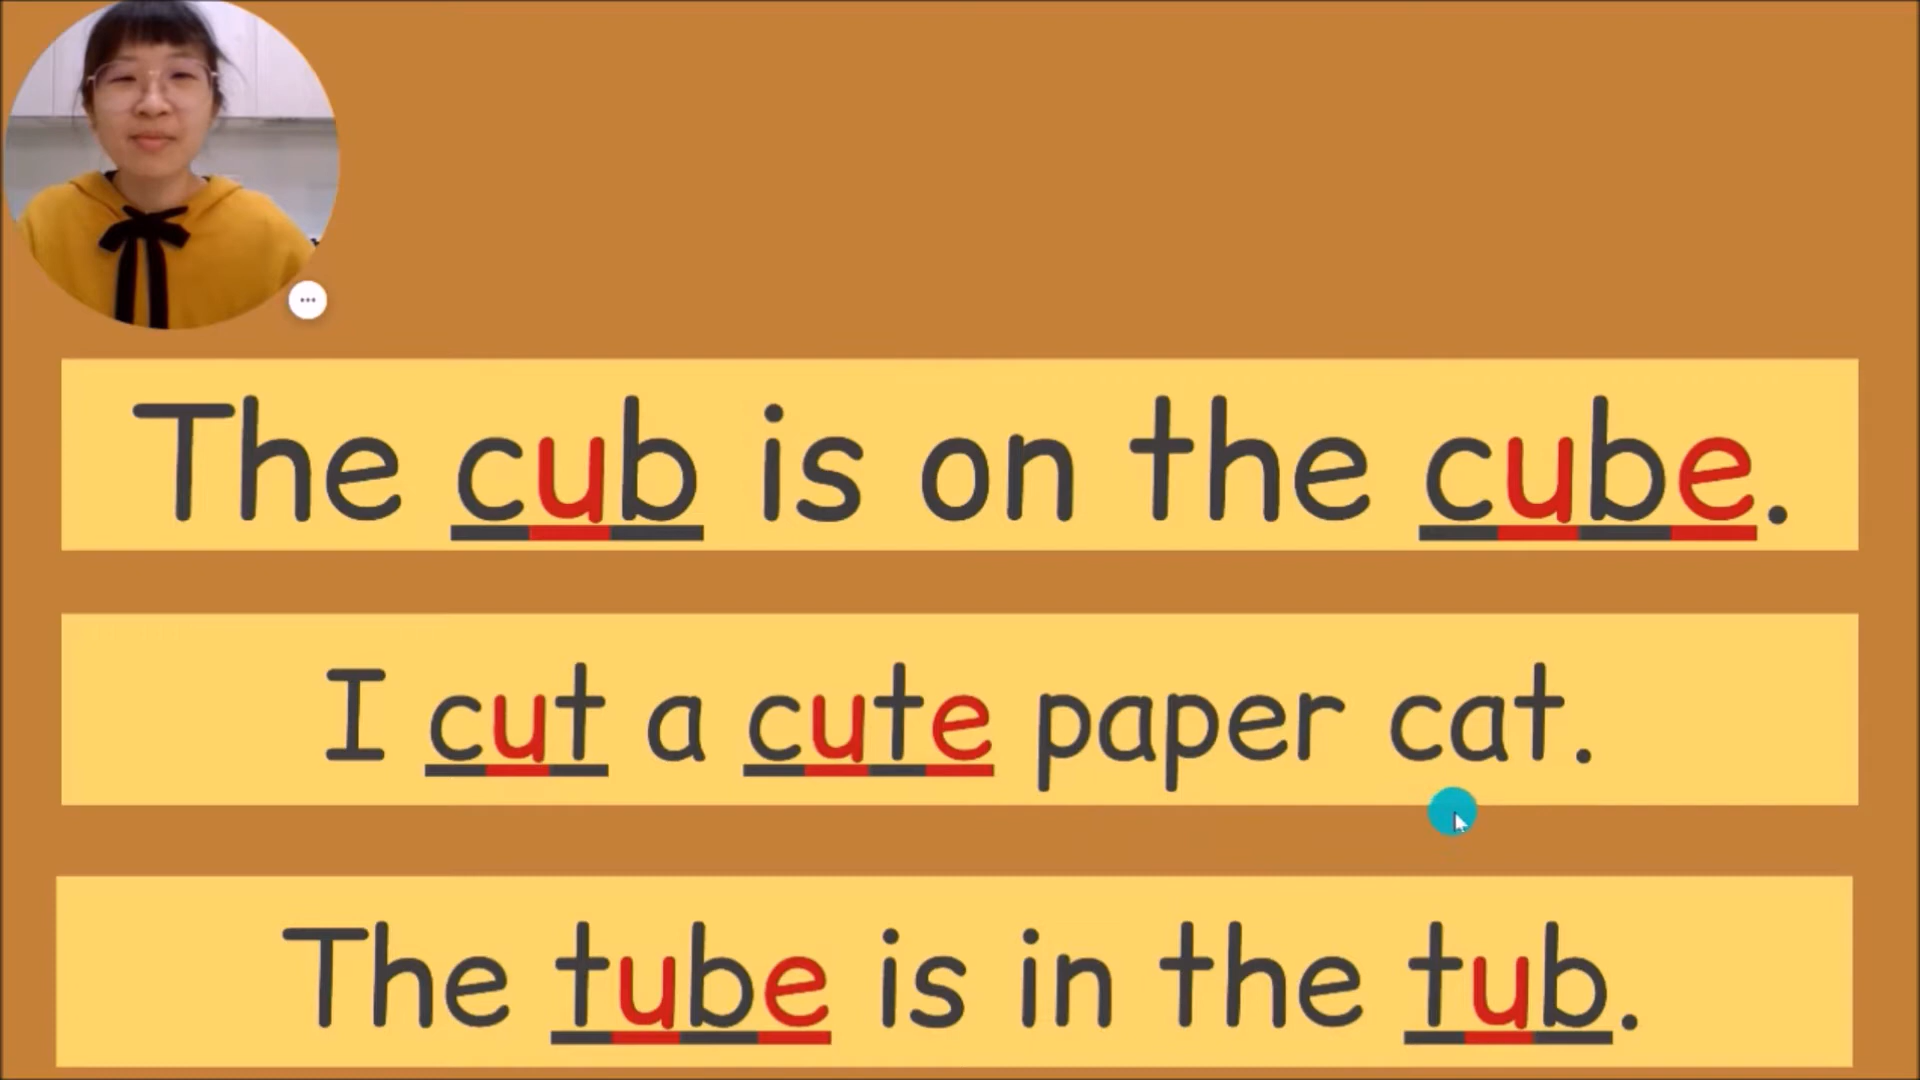 The cub is on the cube.
I cut a cute paper cat.
The tube is in the tub.